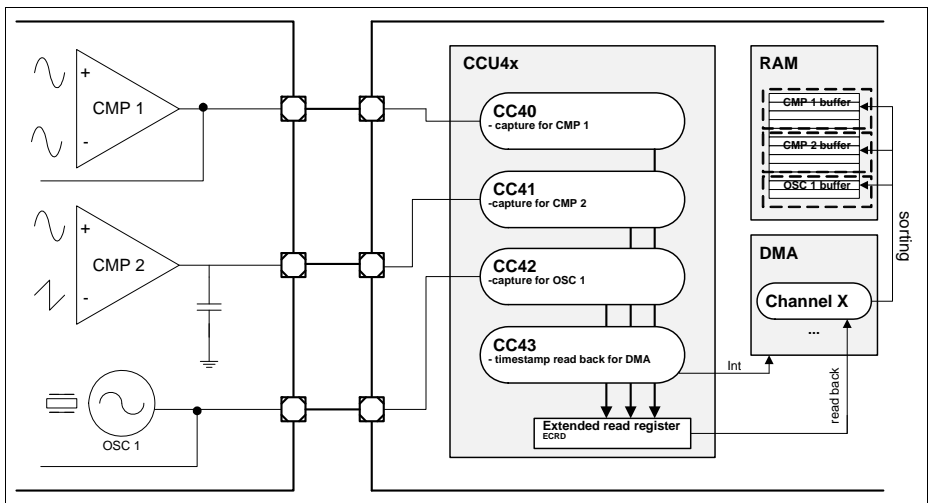 +
CMP 1
-
+
CMP 2
-
OSC 1
CCU4x
CC40
- capture for CMP 1
CC41
-capture for CMP 2
CC42
-capture for OSC 1
CC43
- timestamp read back for DMA
Extended read register
ECRD
RAM
CMP 1 buffer
CMP 2 buffer
OSC 1 buffer
sorting
DMA
Channel X
...
Int
read back